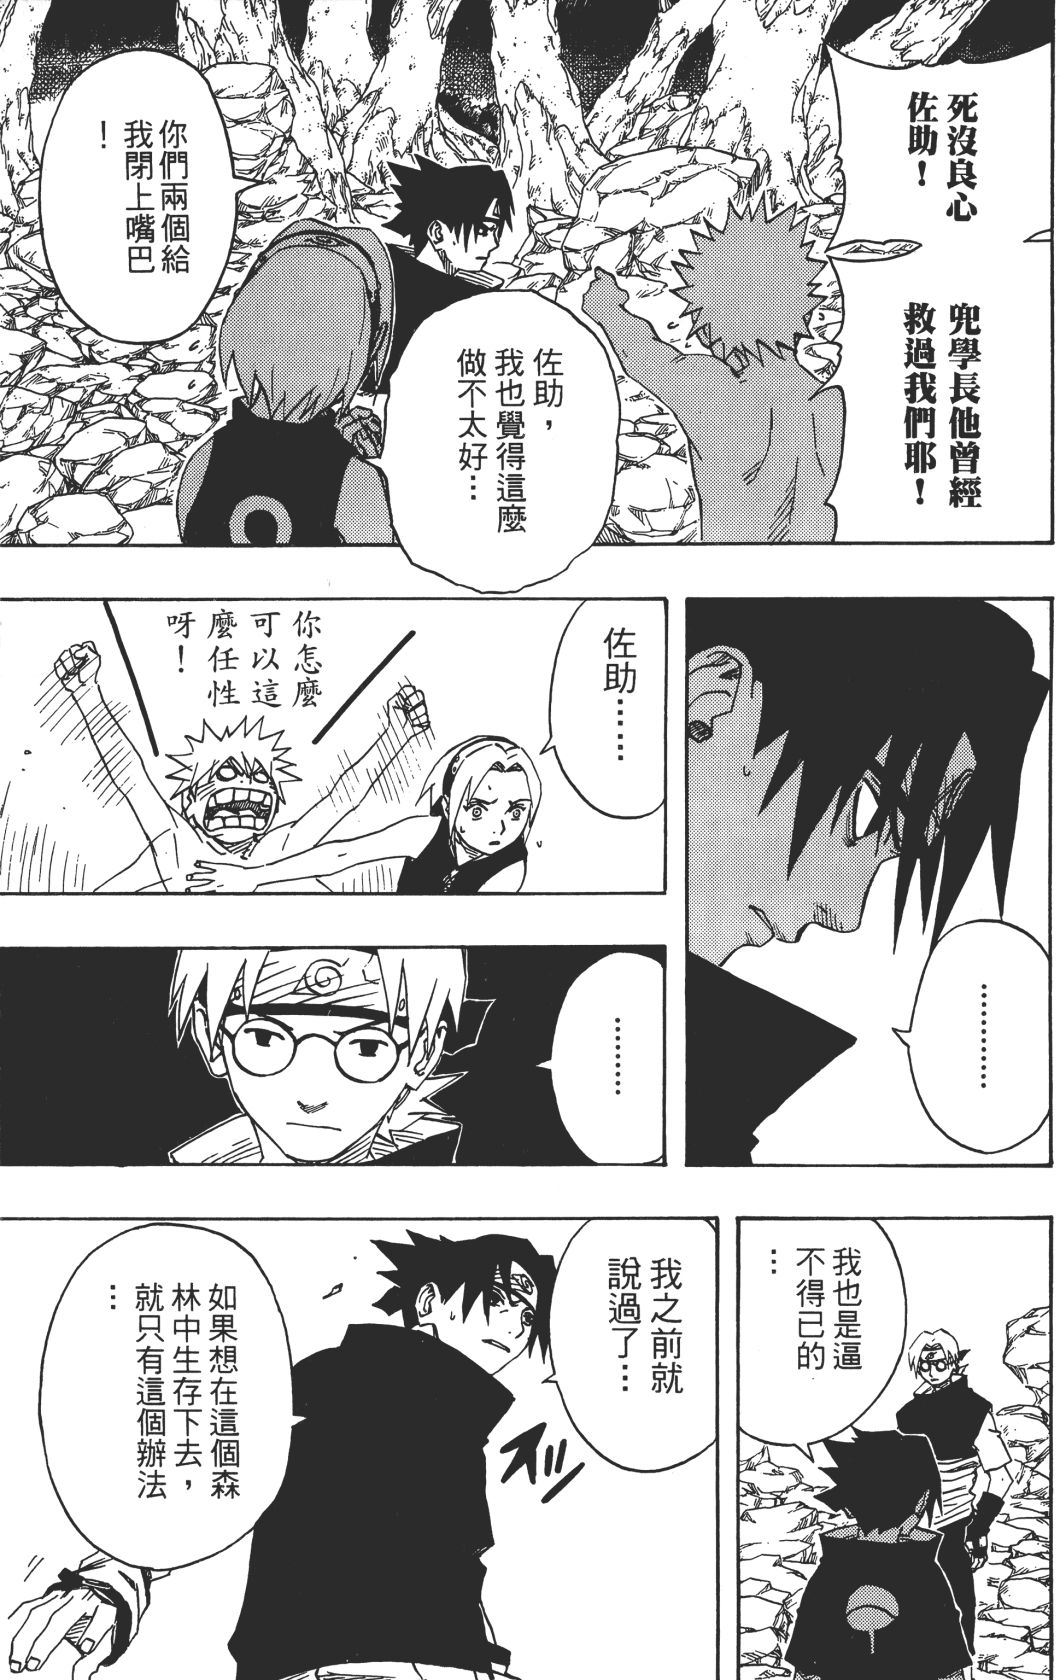 死沒良心
佐助！
兜學長他曾經
救過我們耶！
佐助，
我也覺得這麼
做不太好…
你們兩個給
我閉上嘴巴
！
…………
佐助……
你怎麼
可以這
麼任性
呀！
………
我也是逼
不得已的
…
我之前就
說過了…
如果想在這個森
林中生存下去，
就只有這個辦法
…